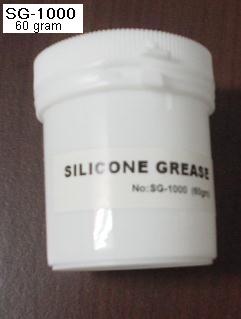 SG-1000
60 gram
SILICONE GREASE
No:SG-1000 (60gm)